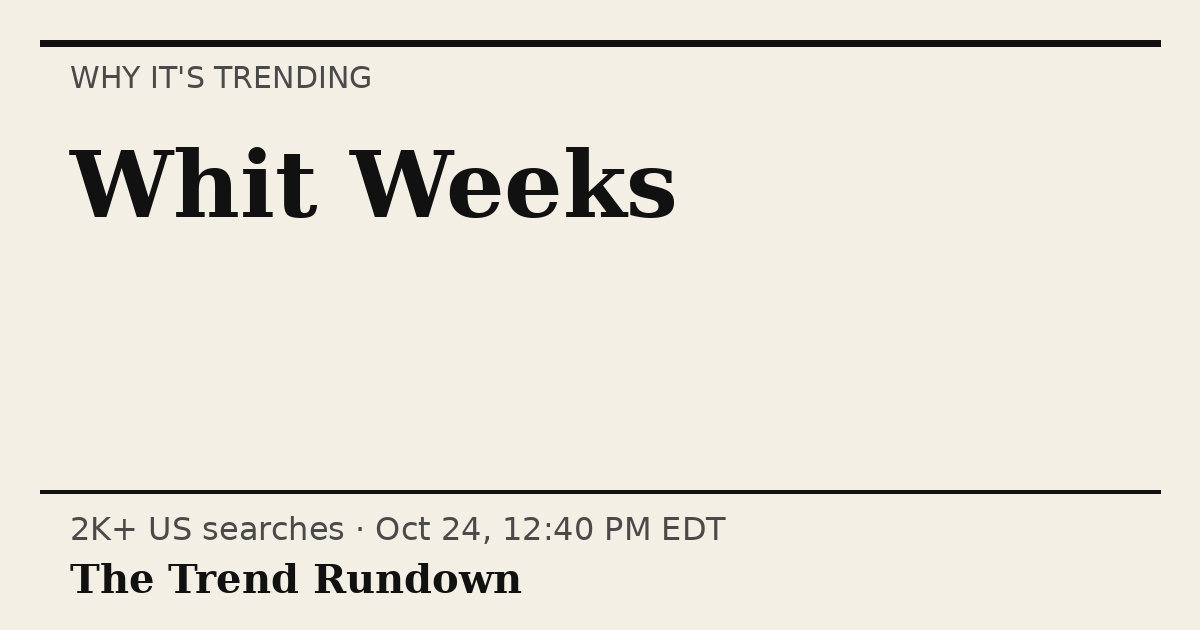 WHY IT'S TRENDING
Whit Weeks
2K+ US searches · Oct 24, 12:40 PM EDT
The Trend Rundown